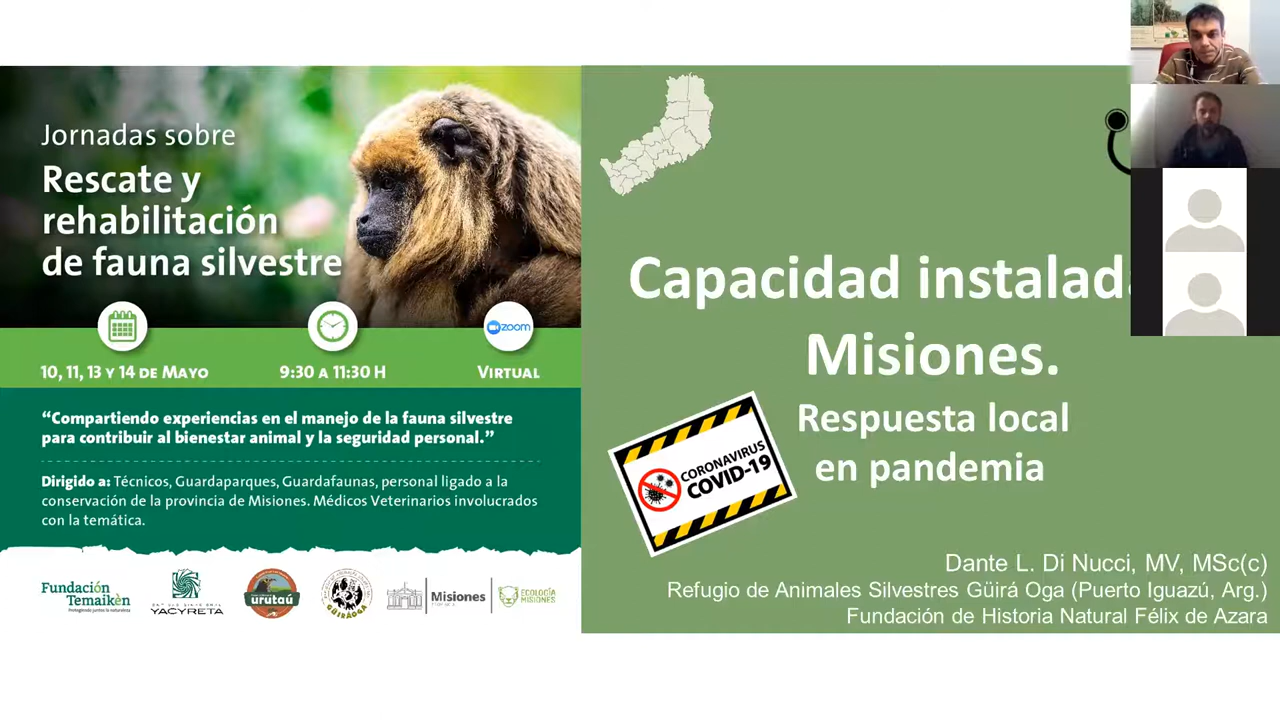 Jornadas sobre
Rescate y
rehabilitación
de fauna silvestre
zoom
10, 11, 13 Y 14 DE MAYO
9:30 A 11:30 H
VIRTUAL
“Compartiendo experiencias en el manejo de la fauna silvestre
para contribuir al bienestar animal y la seguridad personal.”
Dirigido a: Técnicos, Guardaparques, Guardafaunas, personal ligado a la
conservación de la provincia de Misiones. Médicos Veterinarios involucrados
con la temática.
Fundación
Temaikèn
YACYRETA
urutaú
GÜIRÁ OGA
Misiones
ECOLOGÍA
MISIONES
Capacidad instalad
Misiones.
Respuesta local
en pandemia
CORONAVIRUS
COVID-19
Dante L. Di Nucci, MV, MSc(c)
Refugio de Animales Silvestres Güirá Oga (Puerto Iguazú, Arg.)
Fundación de Historia Natural Félix de Azara